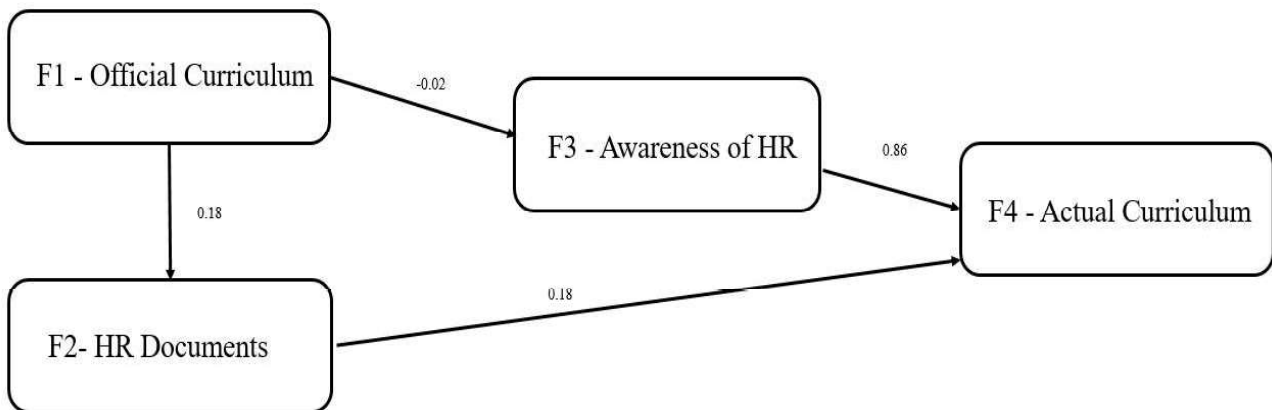 F1 - Official Curriculum
-0.02
F3 - Awareness of HR
0.86
F4 - Actual Curriculum
0.18
F2- HR Documents
0.18